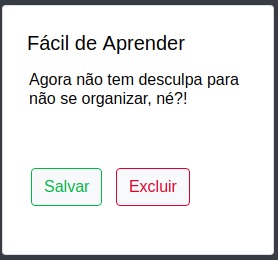 Fácil de Aprender
Agora não tem desculpa para
não se organizar, né?!
Salvar
Excluir